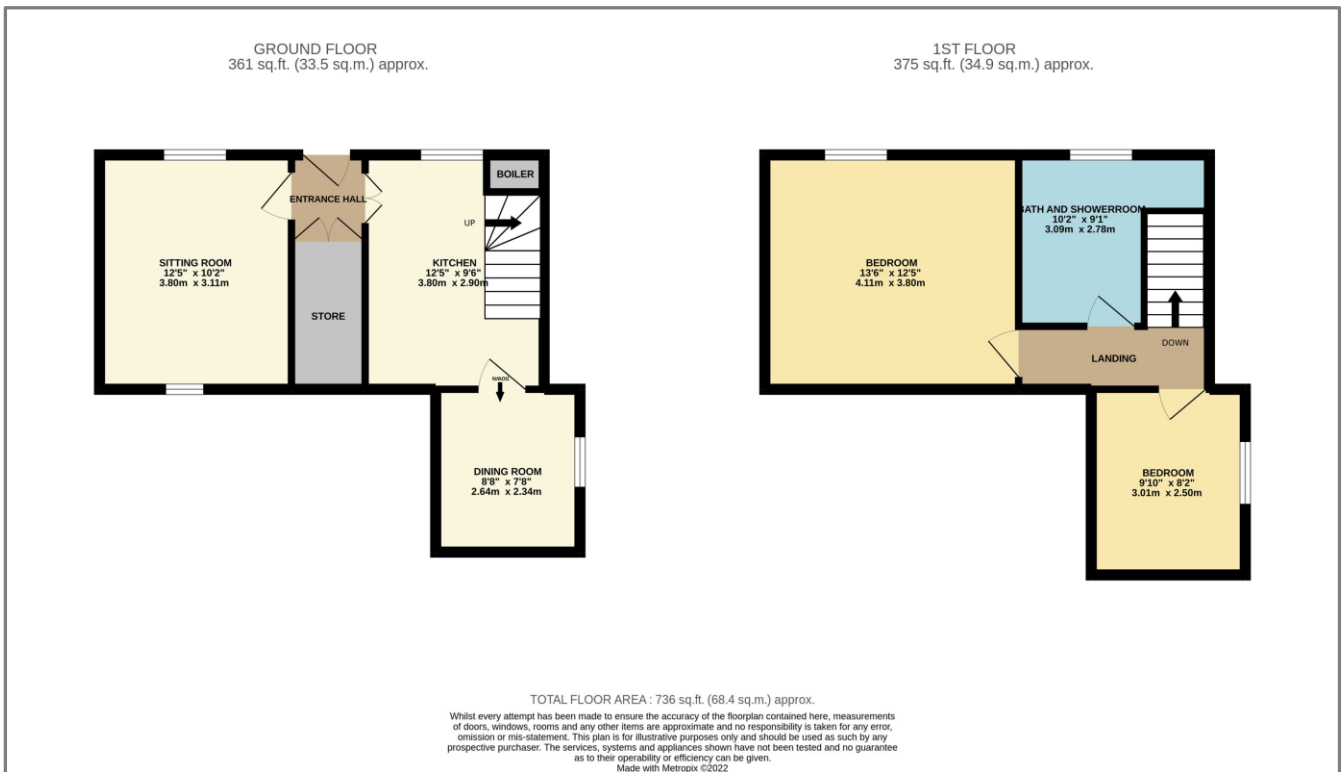 GROUND FLOOR
361 sq.ft. (33.5 sq.m.) approx.
1ST FLOOR
375 sq.ft. (34.9 sq.m.) approx.
BOILER
ENTRANCE HALL
UP
SITTING ROOM
12'5" x 10'2"
3.80m x 3.11m
KITCHEN
12'5" x 9'6"
3.80m x 2.90m
STORE
DOWN
DINING ROOM
8'8" x 7'8"
2.64m x 2.34m
BATH AND SHOWERROOM
10'2" x 9'1"
3.09m x 2.78m
BEDROOM
13'6" x 12'5"
4.11m x 3.80m
DOWN
LANDING
BEDROOM
9'10" x 8'2"
3.01m x 2.50m
TOTAL FLOOR AREA : 736 sq.ft. (68.4 sq.m.) approx.
Whilst every attempt has been made to ensure the accuracy of the floorplan contained here, measurements
of doors, windows, rooms and any other items are approximate and no responsibility is taken for any error,
omission or mis-statement. This plan is for illustrative purposes only and should be used as such by any
prospective purchaser. The services, systems and appliances shown have not been tested and no guarantee
as to their operability or efficiency can be given.
Made with Metropix ©2022